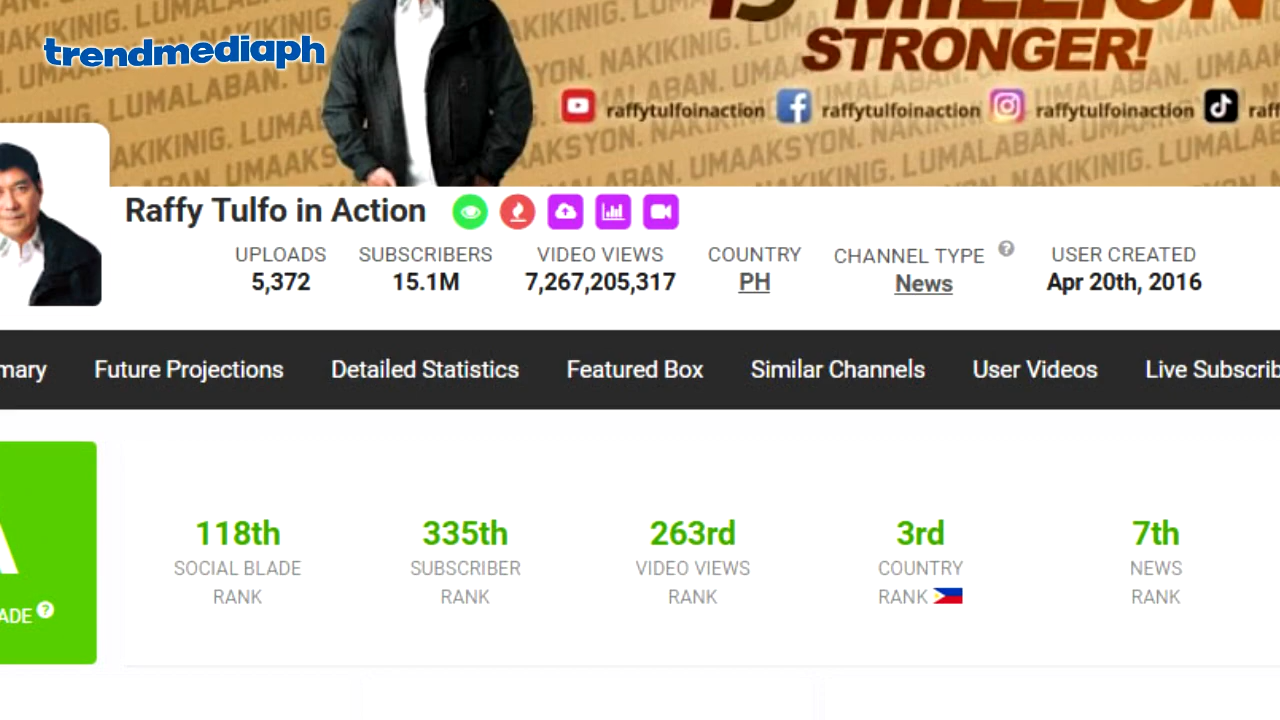 trendmediaph
MILLION
STRONGER!
raffytulfoinaction raffytulfoinaction raffytulfoinaction
NAKIKINIG. LUMALABAN. UMAAKSYON.
Raffy Tulfo in Action
UPLOADS SUBSCRIBERS VIDEO VIEWS COUNTRY CHANNEL TYPE ? USER CREATED
5,372 15.1M 7,267,205,317 PH News Apr 20th, 2016
Future Projections Detailed Statistics Featured Box Similar Channels User Videos Live
118th 335th 263rd 3rd 7th
SOCIAL BLADE SUBSCRIBER VIDEO VIEWS COUNTRY NEWS
RANK RANK RANK RANK RANK
?